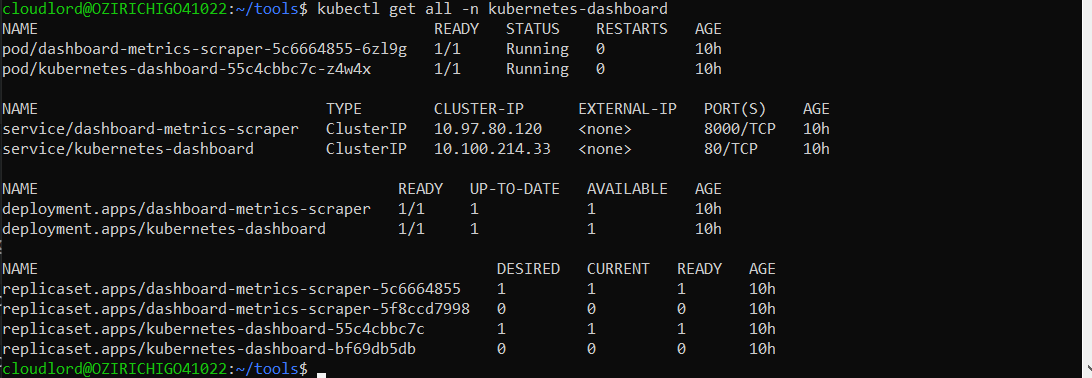 cloudlord@OZIRICHIGO41022:~/tools$ kubectl get all -n kubernetes-dashboard
NAME READY STATUS RESTARTS AGE
pod/dashboard-metrics-scraper-5c6664855-6zl9g 1/1 Running 0 10h
pod/kubernetes-dashboard-55c4cbbc7c-z4w4x 1/1 Running 0 10h
NAME TYPE CLUSTER-IP EXTERNAL-IP PORT(S) AGE
service/dashboard-metrics-scraper ClusterIP 10.97.80.120 <none> 8000/TCP 10h
service/kubernetes-dashboard ClusterIP 10.100.214.33 <none> 80/TCP 10h
NAME READY UP-TO-DATE AVAILABLE AGE
deployment.apps/dashboard-metrics-scraper 1/1 1 1 10h
deployment.apps/kubernetes-dashboard 1/1 1 1 10h
NAME DESIRED CURRENT READY AGE
replicaset.apps/dashboard-metrics-scraper-5c6664855 1 1 1 10h
replicaset.apps/dashboard-metrics-scraper-5f8ccd7998 0 0 0 10h
replicaset.apps/kubernetes-dashboard-55c4cbbc7c 1 1 1 10h
replicaset.apps/kubernetes-dashboard-bf69db5db 0 0 0 10h
cloudlord@OZIRICHIGO41022:~/tools$